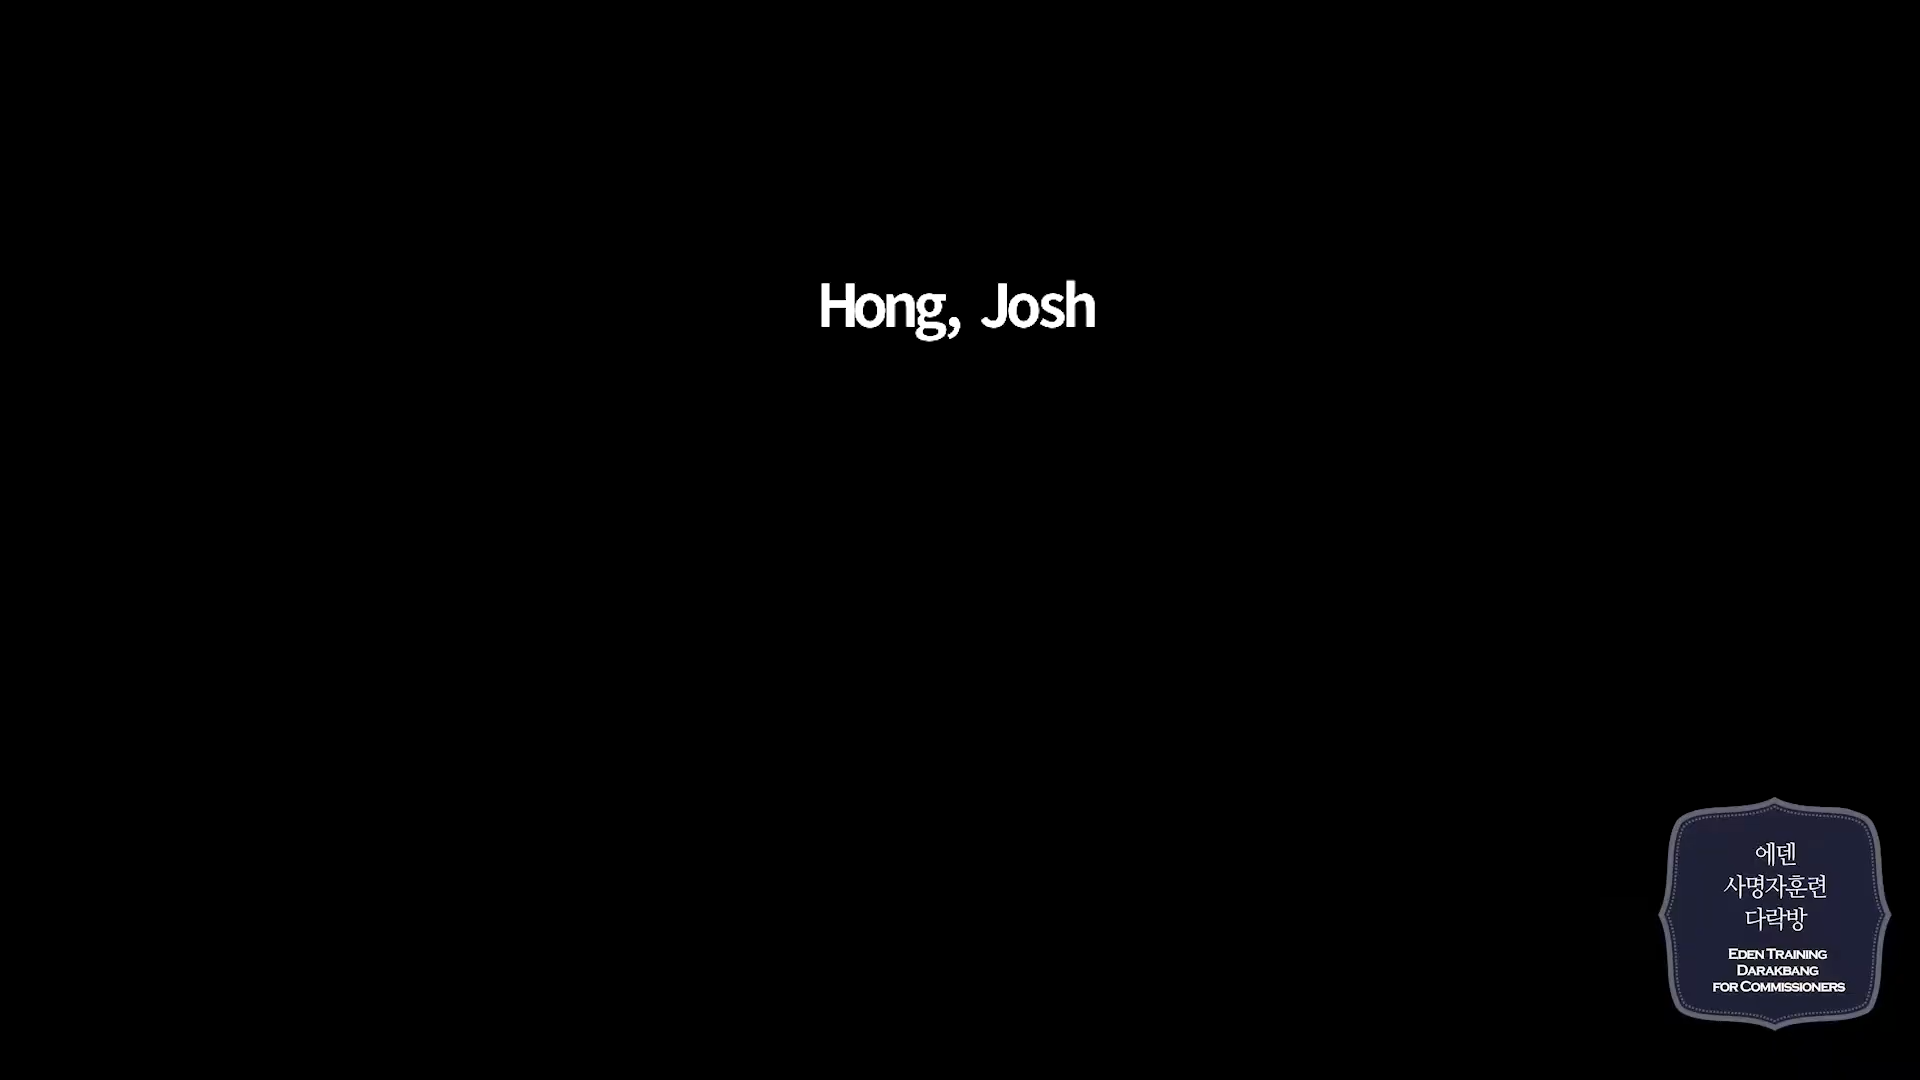 Hong, Josh
에덴
사명자훈련
다락방
EDEN TRAINING
DARAKBANG
FOR COMMISSIONERS